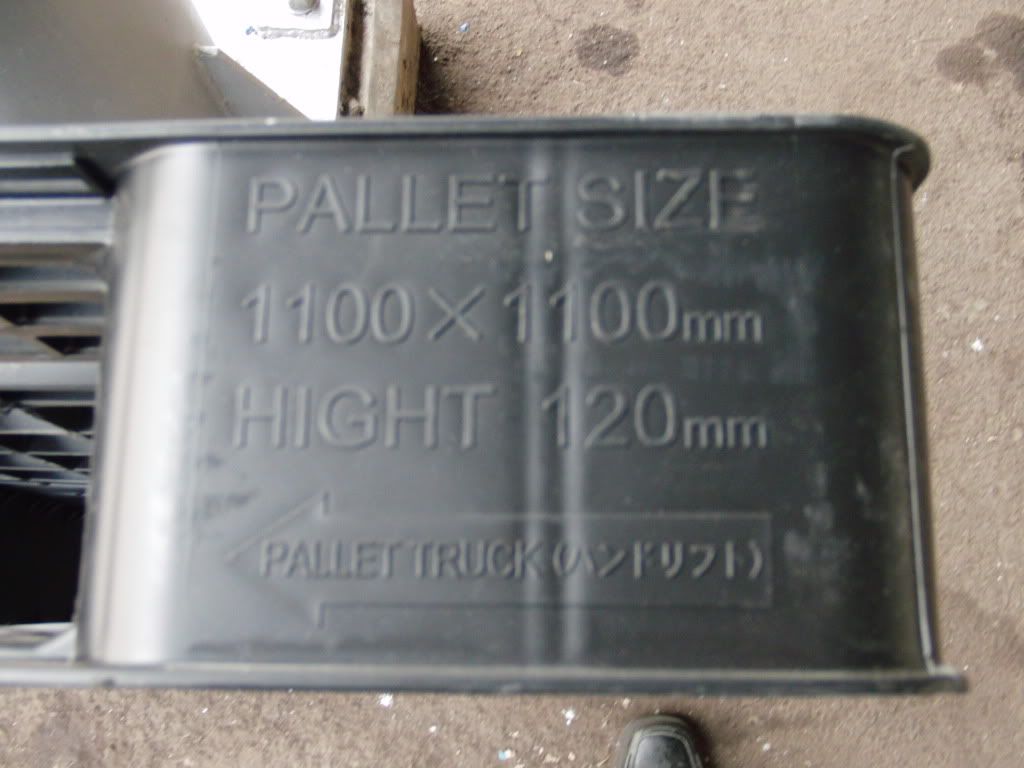 PALLET SIZE
1100×1100mm
HIGHT 120mm
PALLET TRUCK (ハンドリフト)